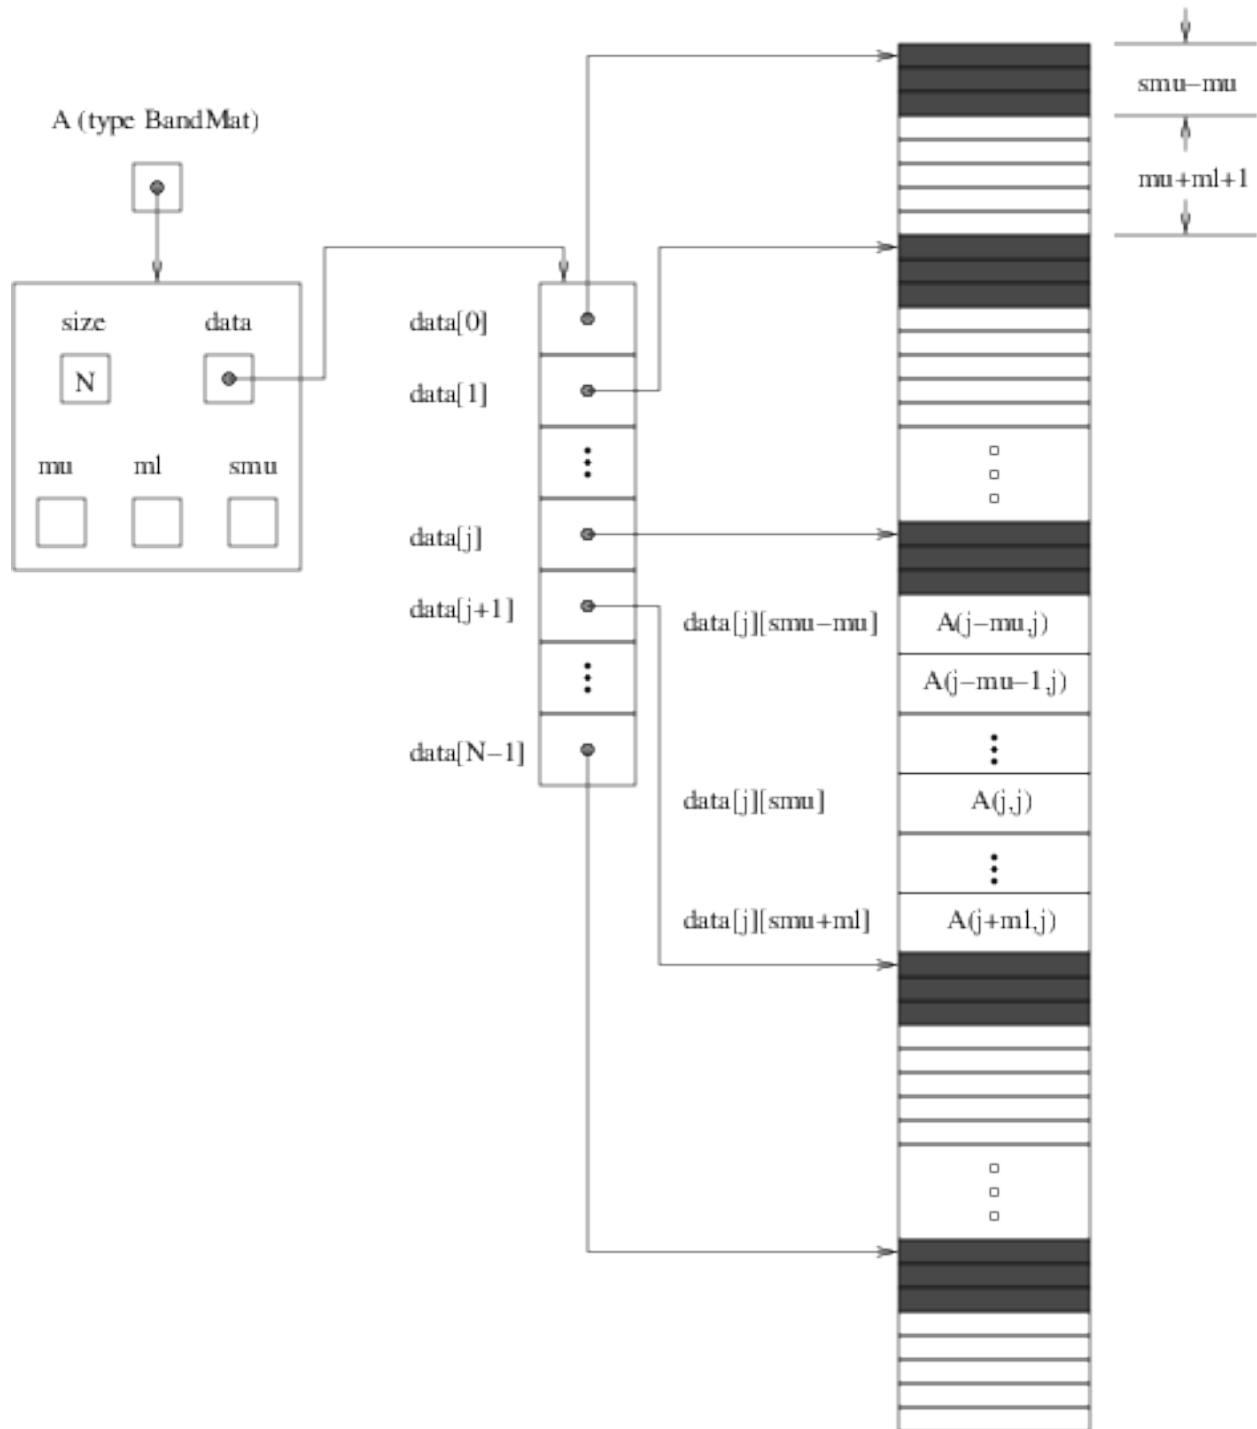 A (type BandMat)
size
data
N
mu
ml
smu
data[0]
data[1]
data[j]
data[j+1]
data[N−1]
data[j][smu−mu]
data[j][smu]
data[j][smu+ml]
A(j−mu,j)
A(j−mu−1,j)
A(j,j)
A(j+ml,j)
smu−mu
mu+ml+1